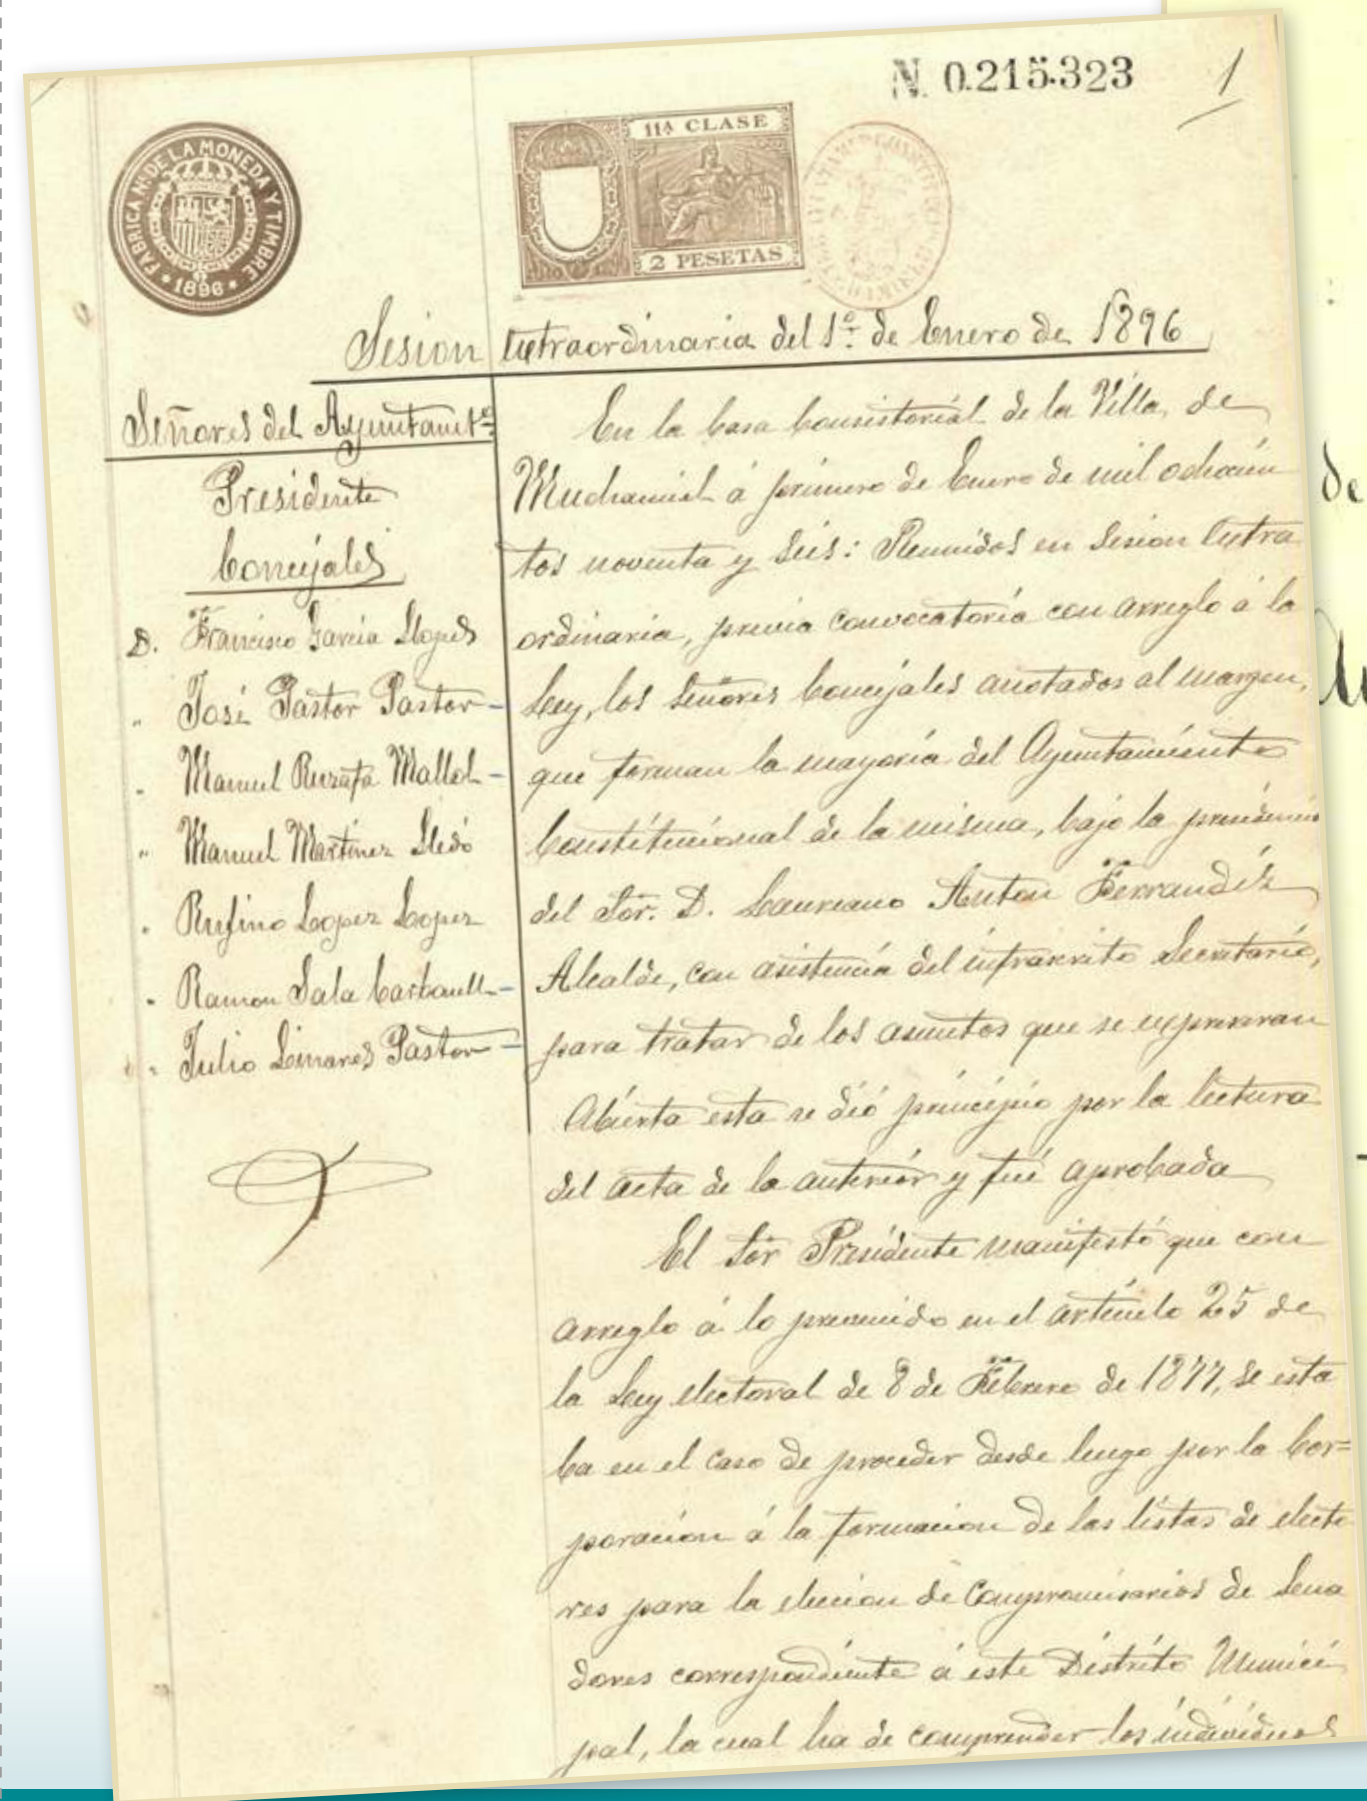 N. 0.215.323
1
FABRICA N. DE LA MONEDA Y TIMBRE
1896
11ª CLASE
2 PESETAS
Sesion Extraordinaria del 1º de Enero de 1896
Señores del Ayuntamtº
Presidente
Concejales
D. Francisco Garcia Llopis
" José Pastor Pastor
" Manuel Ruzafa Mallol
" Manuel Martinez Lledó
" Rufino Lopez Lopez
" Ramon Sala Carbonell
" Julio Linares Pastor
En la Casa Consistorial de la Villa de
Muchamiel á primero de Enero de mil ochocien
tos noventa y seis: Reunidos en sesion Extra
ordinaria, previa convocatoria con arreglo á la
Ley, los Señores Concejales anotados al margen,
que forman la mayoría del Ayuntamiento
Constitucional de la misma, bajo la presidencia
del Sor. D. Laureano Anton Ferrandiz
Alcalde, con asistencia del infrascrito Secretario,
para tratar de los asuntos que se expresaran
Abierta esta se dió principio por la lectura
del acta de la anterior y fué aprobada
El Sor Presidente manifestó que con
arreglo á lo prevenido en el artículo 25 de
la Ley electoral de 8 de Febrero de 1877, se esta
ba en el caso de proceder desde luego por la Cor=
poracion á la formacion de las listas de electo
res para la eleccion de Compromisarios de Sena
dores correspondiente á este Distrito Munici
pal, la cual ha de comprender los individuos
de